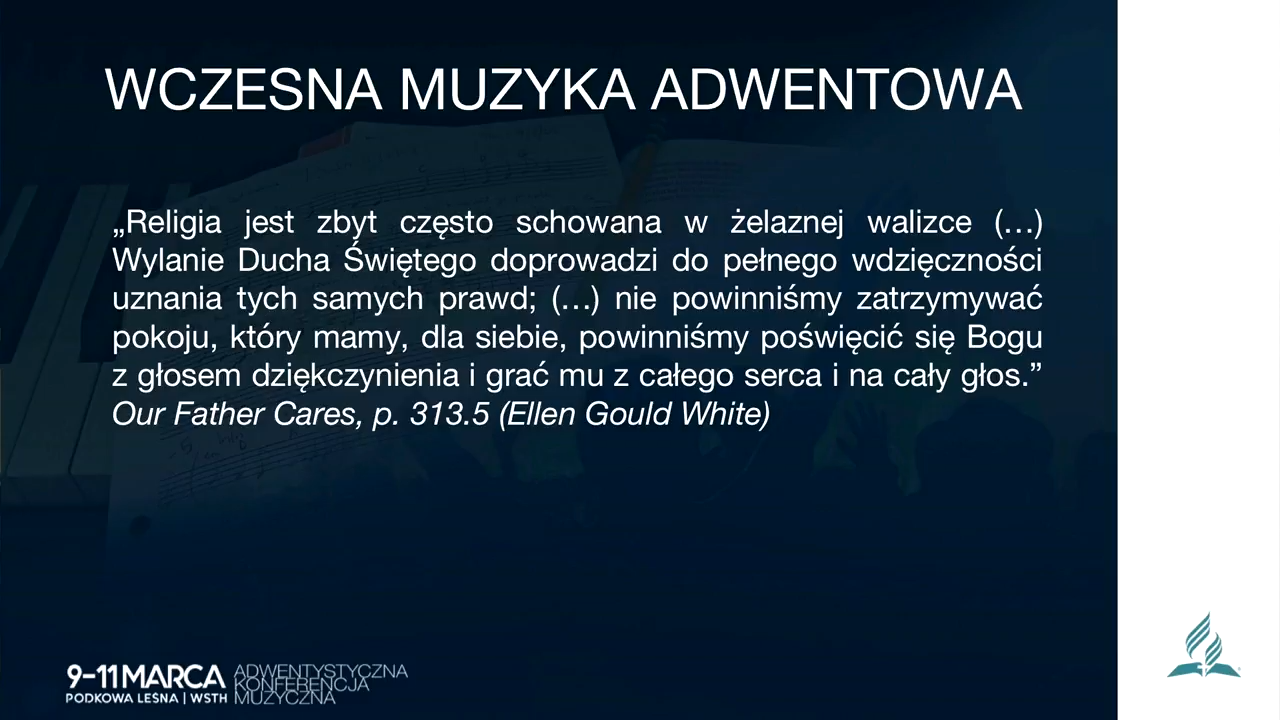 WCZESNA MUZYKA ADWENTOWA
„Religia jest zbyt często schowana w żelaznej walizce (…)
Wylanie Ducha Świętego doprowadzi do pełnego wdzięczności
uznania tych samych prawd; (…) nie powinniśmy zatrzymywać
pokoju, który mamy, dla siebie, powinniśmy poświęcić się Bogu
z głosem dziękczynienia i grać mu z całego serca i na cały głos.”
Our Father Cares, p. 313.5 (Ellen Gould White)
9-11 MARCA
PODKOWA LEŚNA | WSTH
ADWENTYSTYCZNA
KONFERENCJA
MUZYCZNA